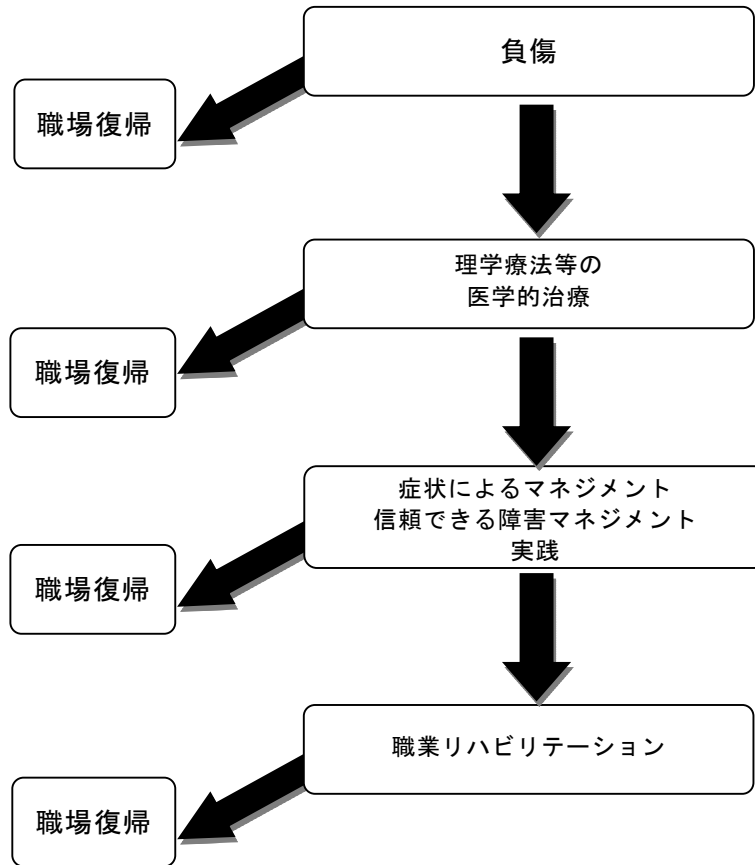 負傷
職場復帰
理学療法等の
医学的治療
職場復帰
症状によるマネジメント
信頼できる障害マネジメント
実践
職場復帰
職業リハビリテーション
職場復帰